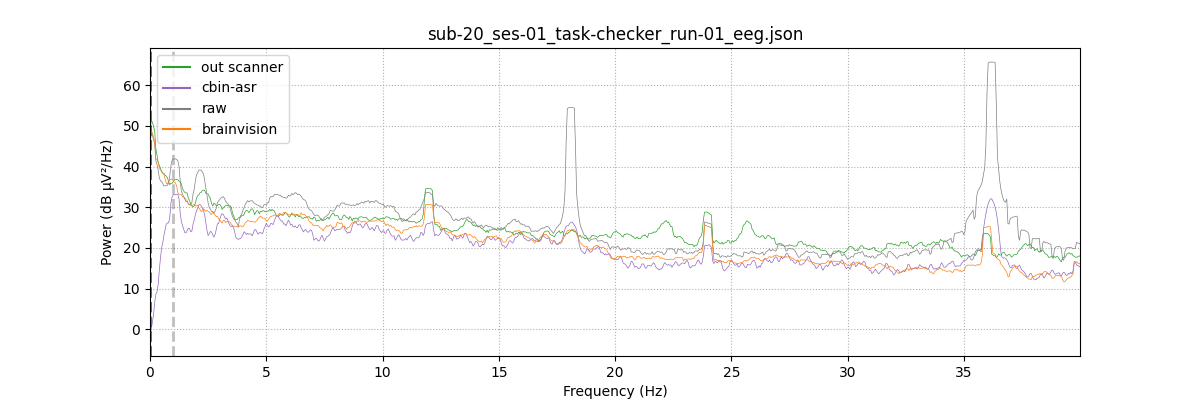 sub-20_ses-01_task-checker_run-01_eeg.json
out scanner
cbin-asr
raw
brainvision
Power (dB µV²/Hz)
60
50
40
30
20
10
0
0 5 10 15 20 25 30 35
Frequency (Hz)